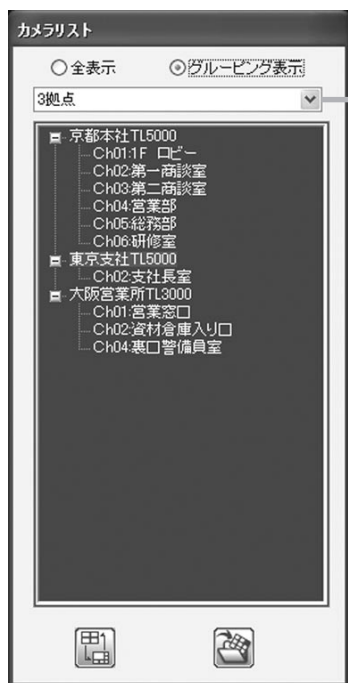 カメラリスト
全表示 グルーピング表示
3拠点
京都本社TL5000
Ch01:1F ロビー
Ch02:第一商談室
Ch03:第二商談室
Ch04:営業部
Ch05:総務部
Ch06:研修室
東京支社TL5000
Ch02:支社長室
大阪営業所TL3000
Ch01:営業窓口
Ch02:資材倉庫入り口
Ch04:裏口警備員室